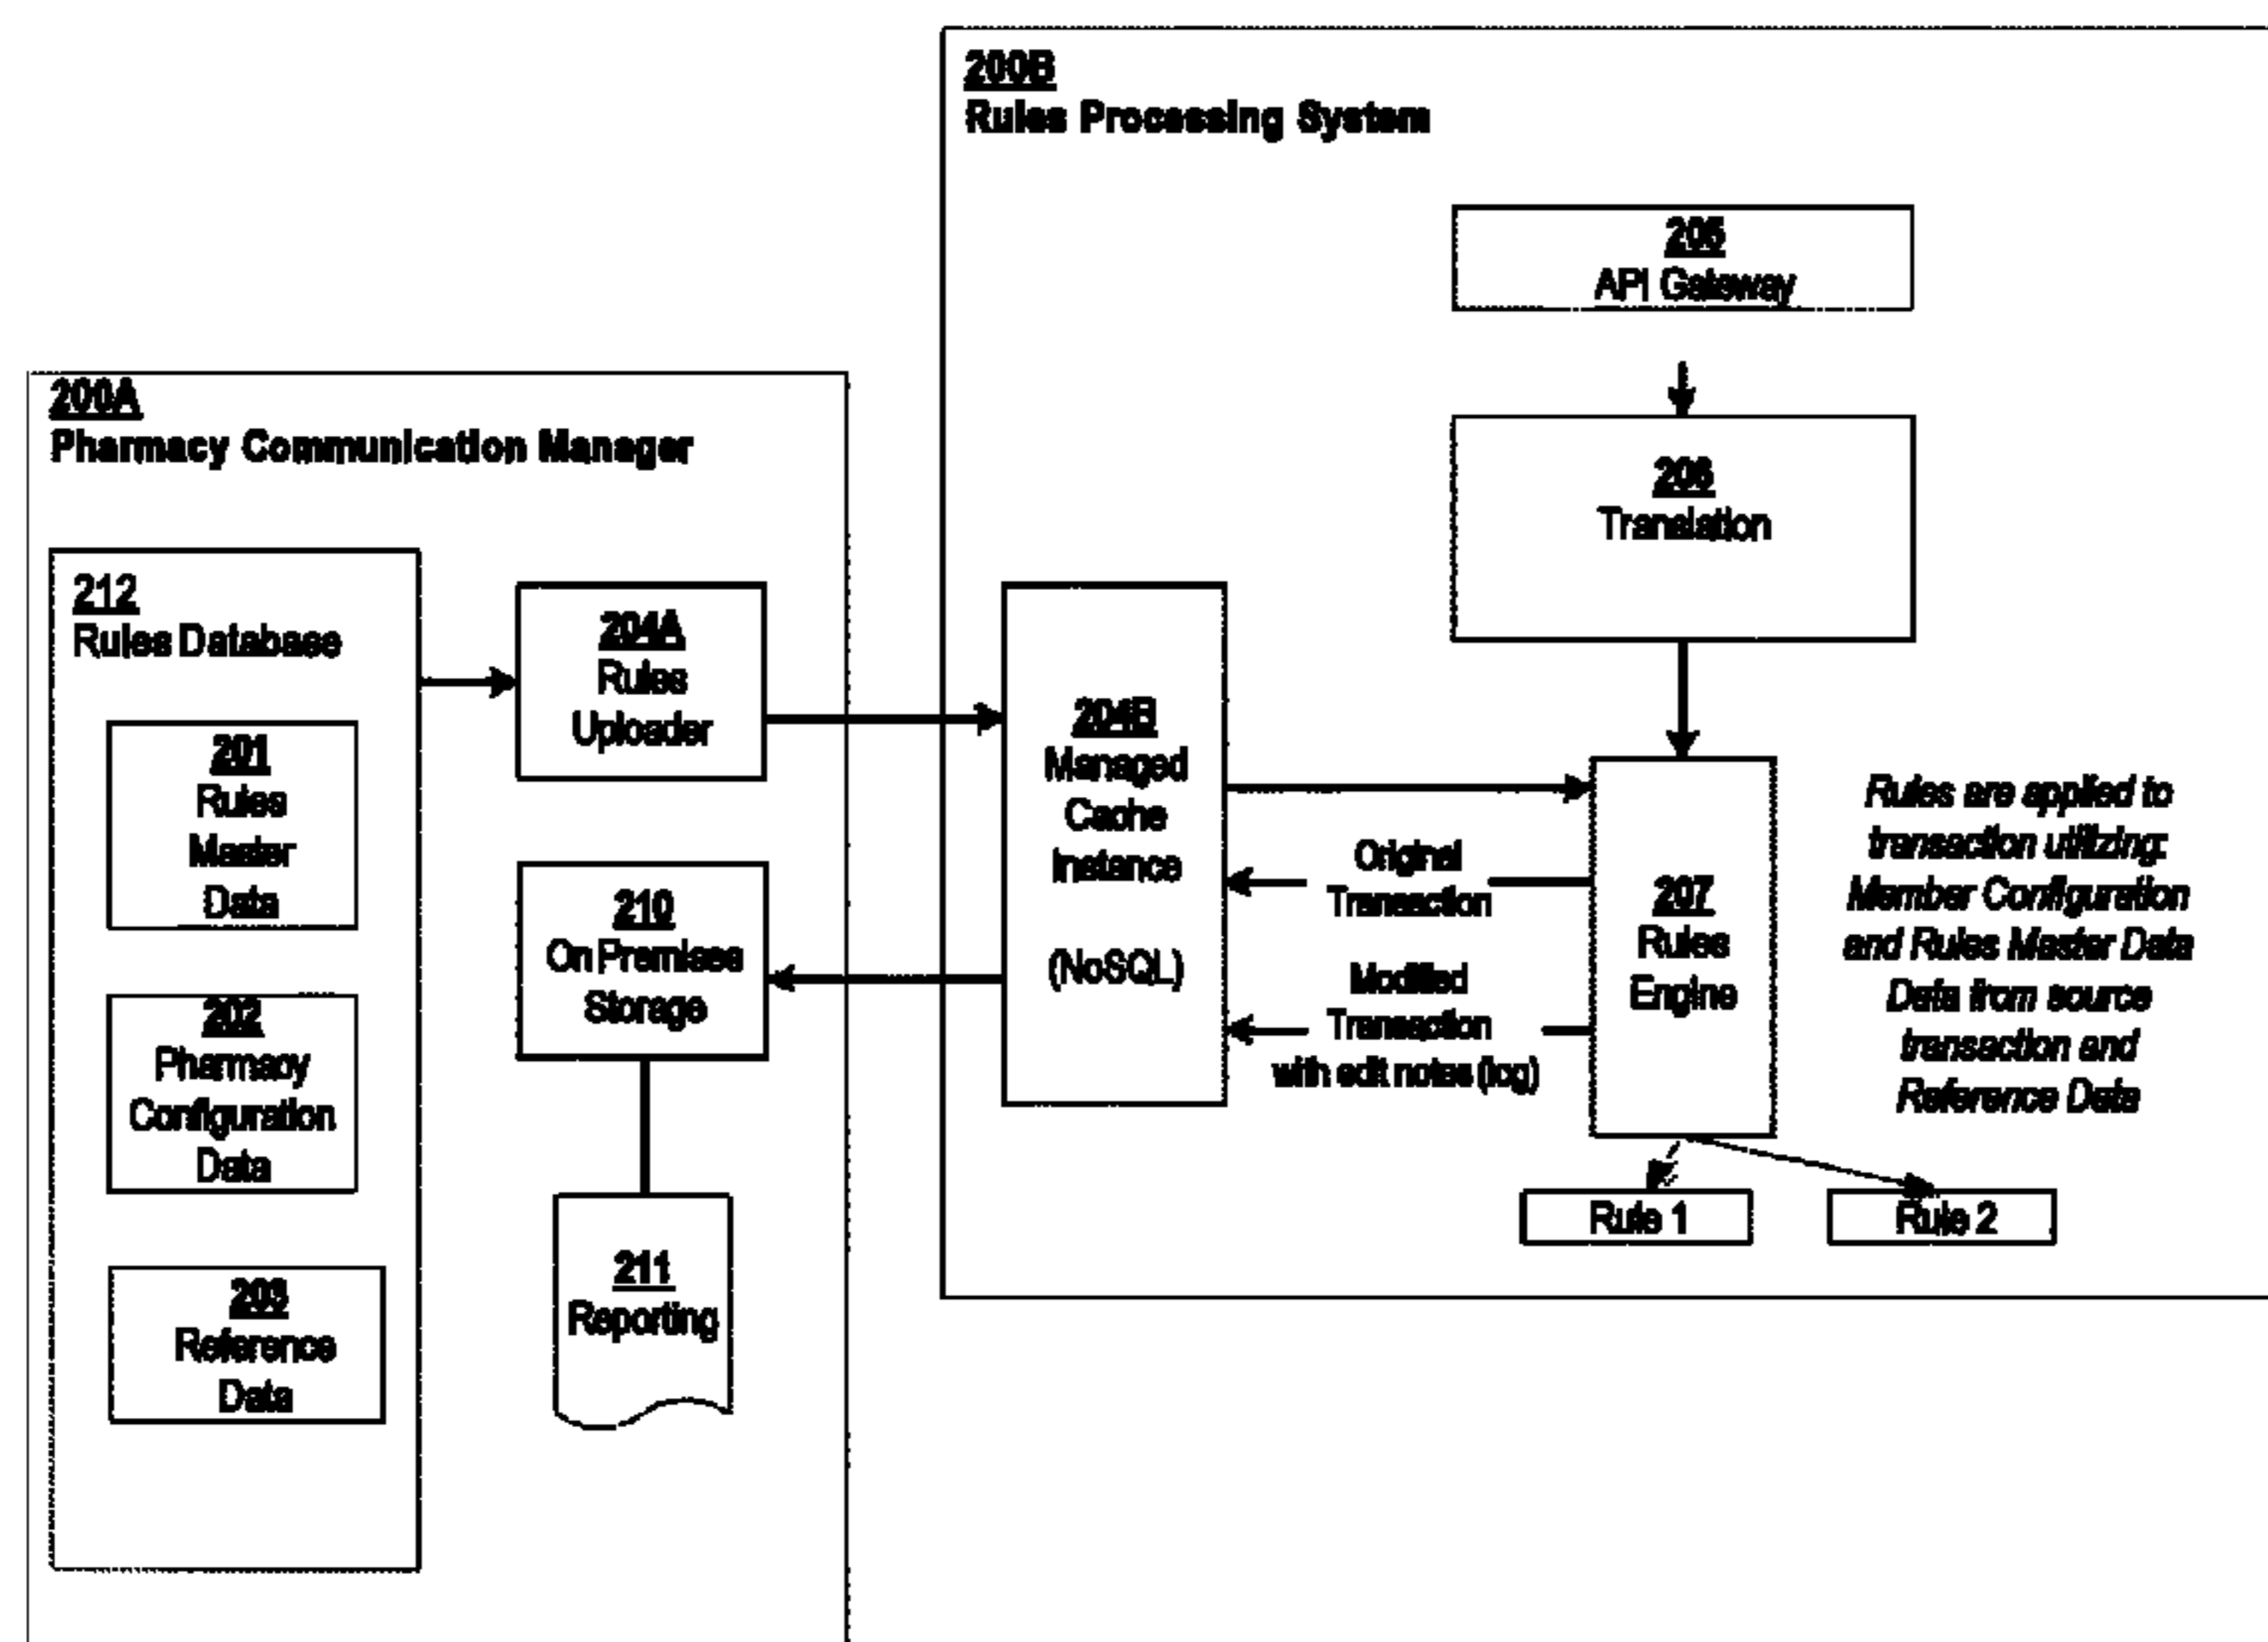 200B
Rules Processing System
205
API Gateway
206
Translation
200A
Pharmacy Communication Manager
212
Rules Database
201
Rules
Master
Data
202
Pharmacy
Configuration
Data
203
Reference
Data
204A
Rules
Uploader
210
On Premises
Storage
211
Reporting
204B
Managed
Cache
Instance
(NoSQL)
Original
Transaction
Modified
Transaction
with edit notes (log)
207
Rules
Engine
Rules are applied to
transaction utilizing:
Member Configuration
and Rules Master Data
Data from source
transaction and
Reference Data
Rule 1
Rule 2